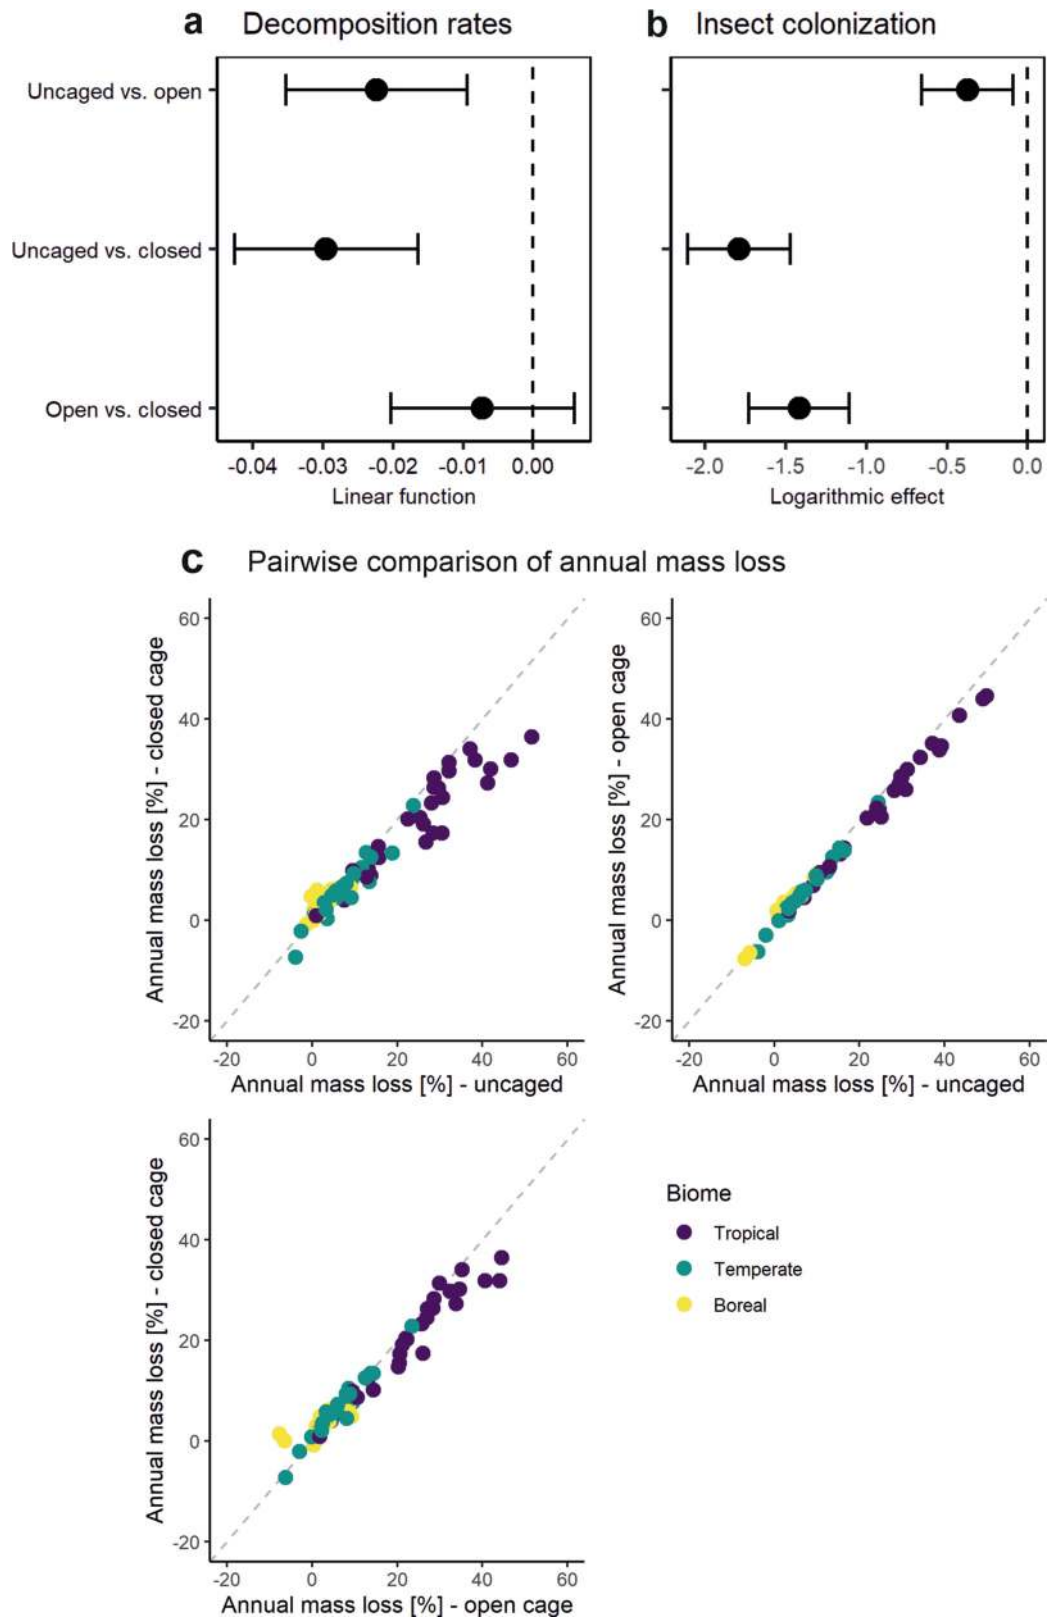 a Decomposition rates
b Insect colonization
Uncaged vs. open
Uncaged vs. closed
Open vs. closed
-0.04 -0.03 -0.02 -0.01 0.00
Linear function
-2.0 -1.5 -1.0 -0.5 0.0
Logarithmic effect
c Pairwise comparison of annual mass loss
Annual mass loss [%] - closed cage
60
40
20
0
-20
-20 0 20 40 60
Annual mass loss [%] - uncaged
Annual mass loss [%] - open cage
60
40
20
0
-20
-20 0 20 40 60
Annual mass loss [%] - uncaged
Annual mass loss [%] - closed cage
60
40
20
0
-20
-20 0 20 40 60
Annual mass loss [%] - open cage
Biome
Tropical
Temperate
Boreal